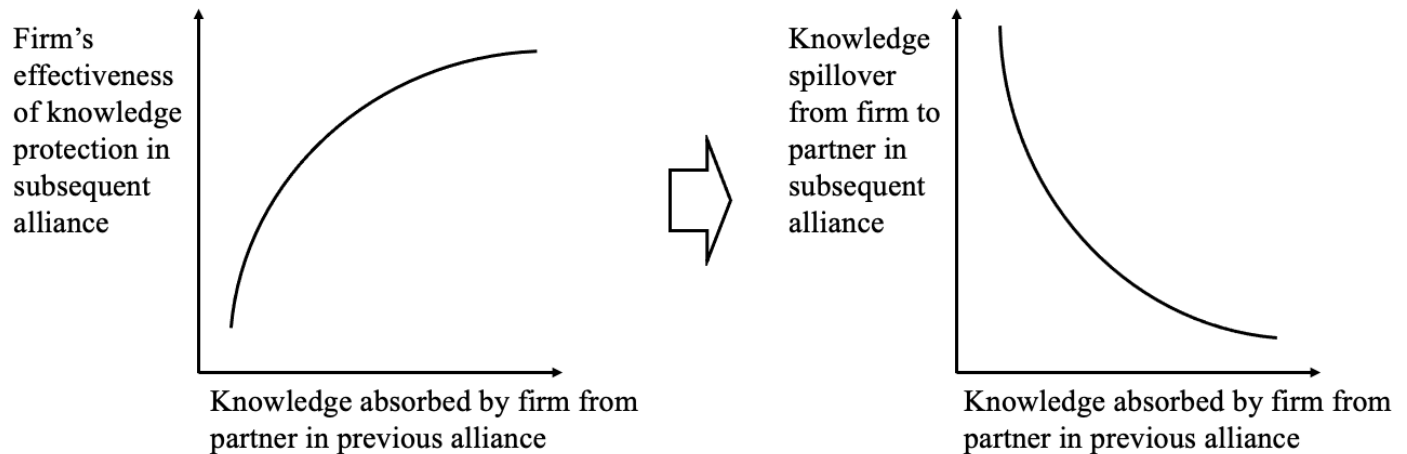 Firm’s
effectiveness
of knowledge
protection in
subsequent
alliance
Knowledge absorbed by firm from
partner in previous alliance
Knowledge
spillover
from firm to
partner in
subsequent
alliance
Knowledge absorbed by firm from
partner in previous alliance